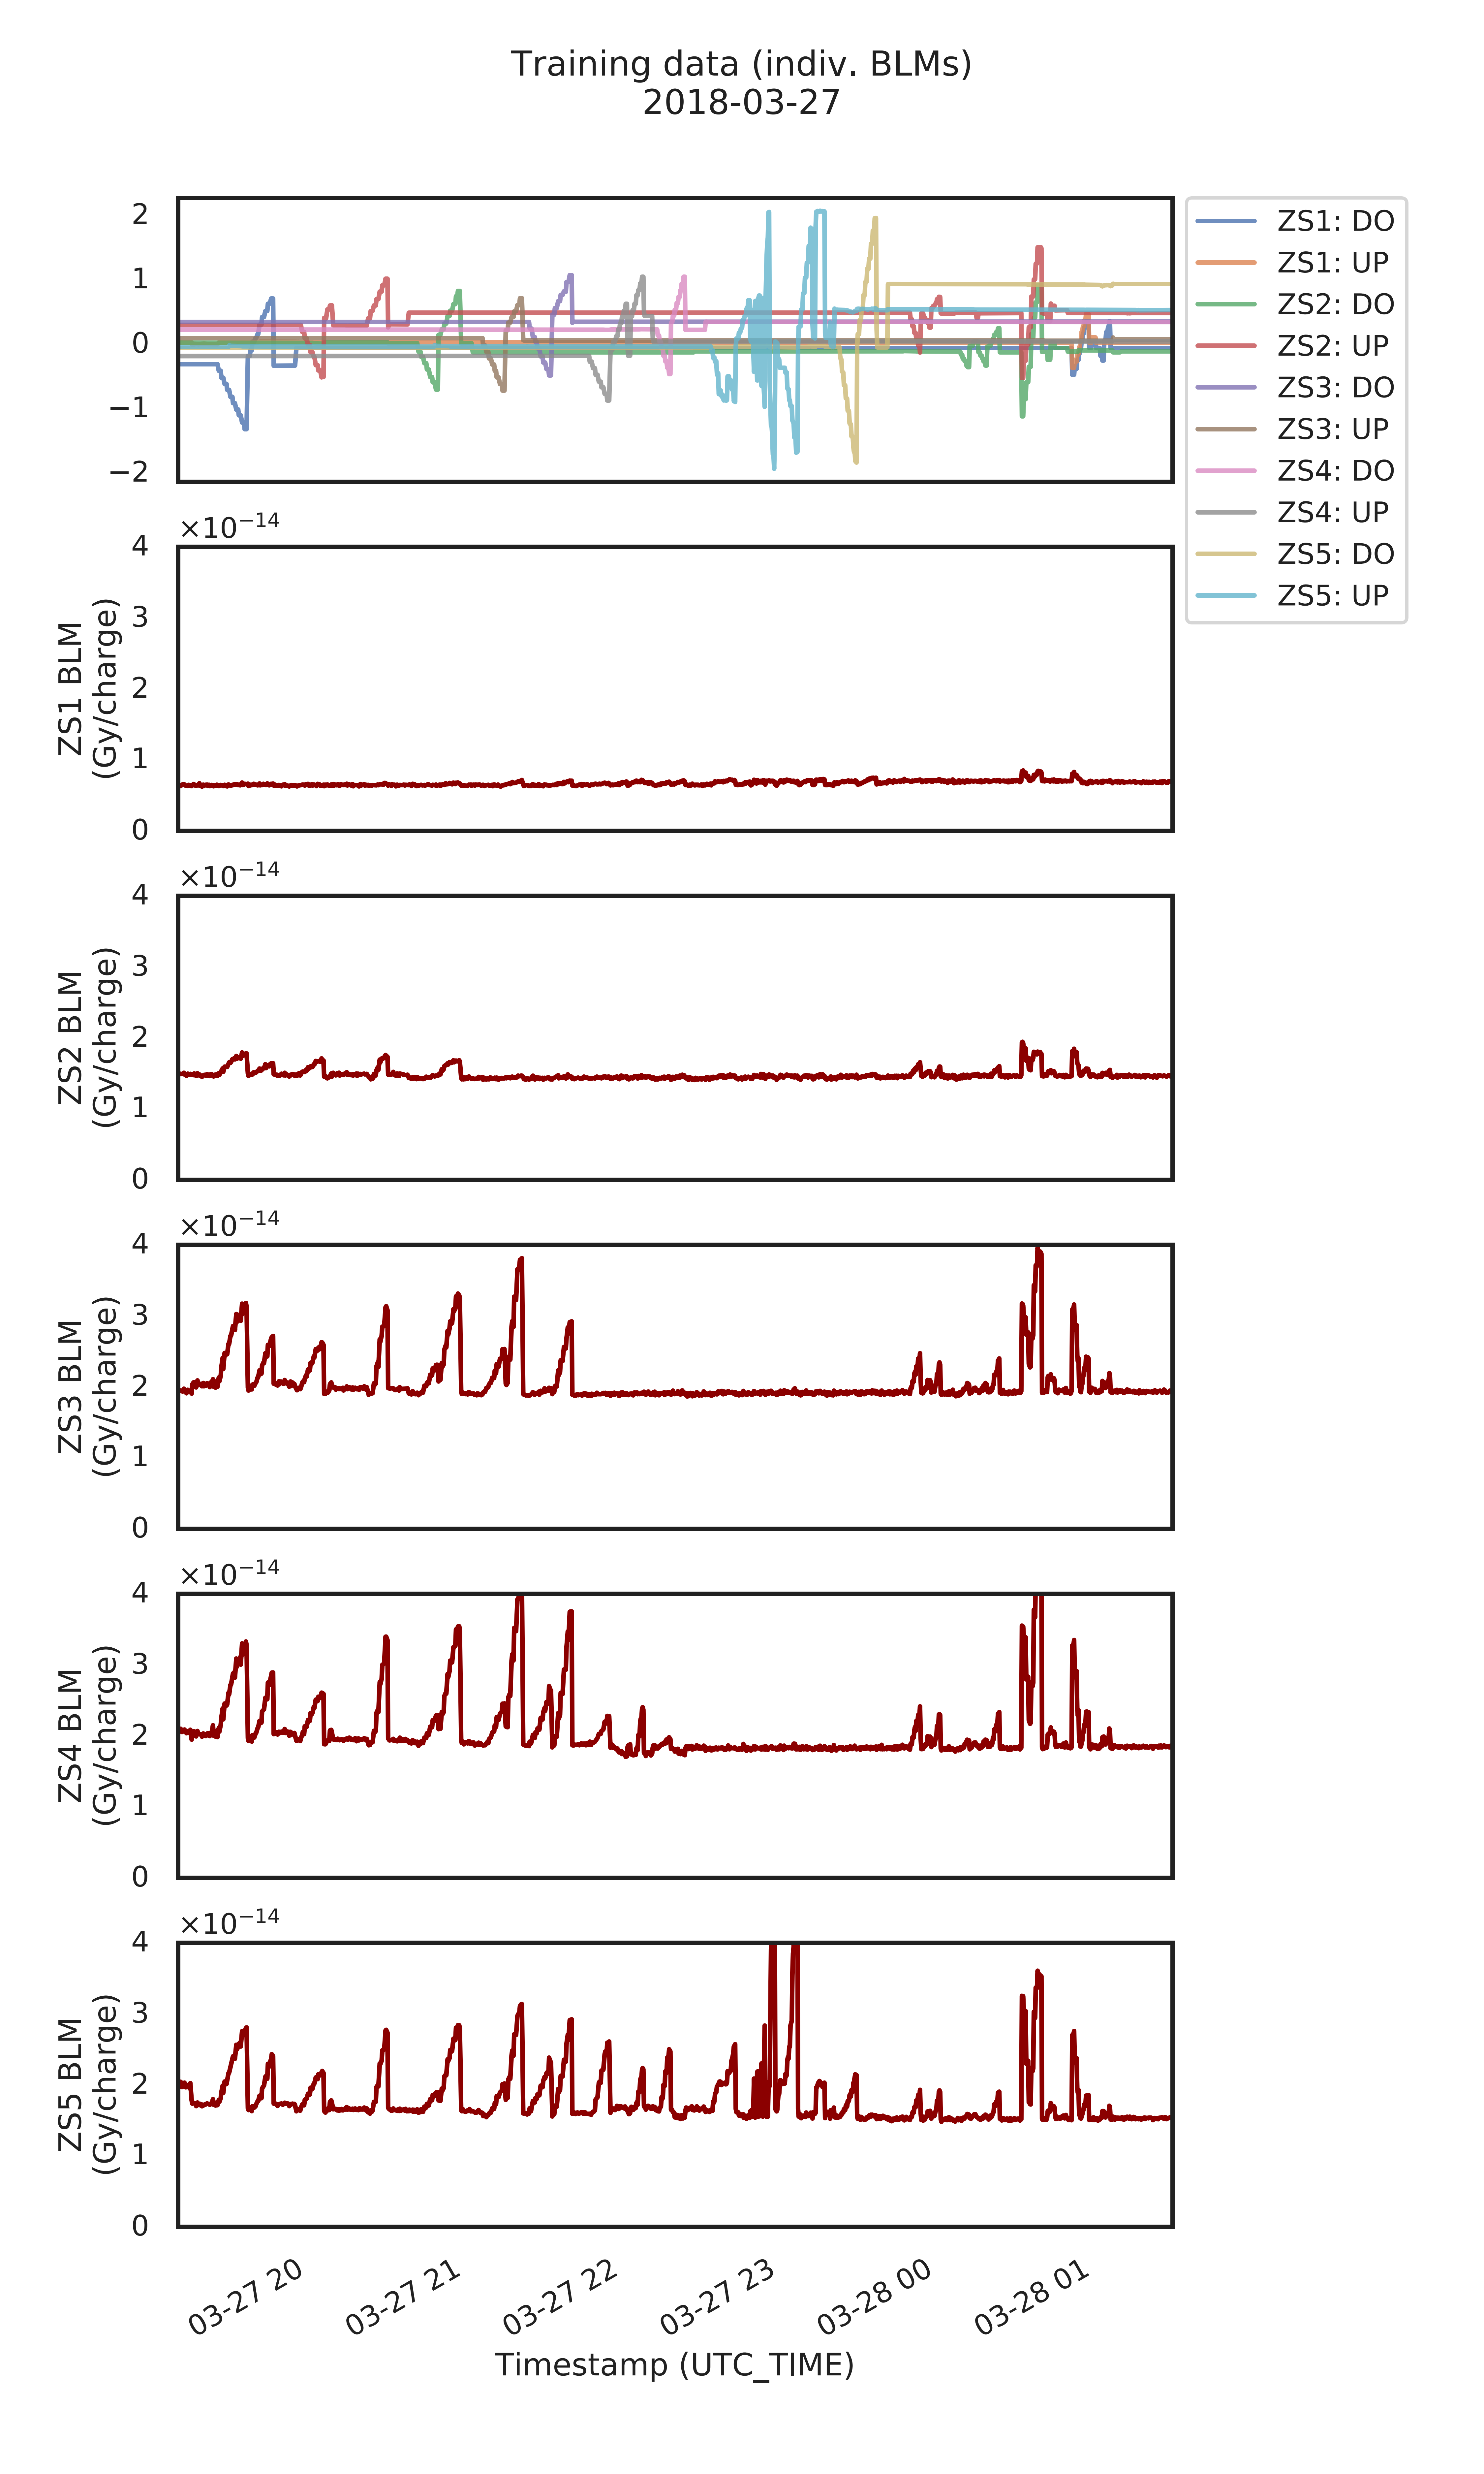 Training data (indiv. BLMs)
2018-03-27
2
1
0
−1
−2
ZS1: DO
ZS1: UP
ZS2: DO
ZS2: UP
ZS3: DO
ZS3: UP
ZS4: DO
ZS4: UP
ZS5: DO
ZS5: UP
×10⁻¹⁴
4
3
2
1
0
ZS1 BLM
(Gy/charge)
×10⁻¹⁴
4
3
2
1
0
ZS2 BLM
(Gy/charge)
×10⁻¹⁴
4
3
2
1
0
ZS3 BLM
(Gy/charge)
×10⁻¹⁴
4
3
2
1
0
ZS4 BLM
(Gy/charge)
×10⁻¹⁴
4
3
2
1
0
ZS5 BLM
(Gy/charge)
03-27 20
03-27 21
03-27 22
03-27 23
03-28 00
03-28 01
Timestamp (UTC_TIME)